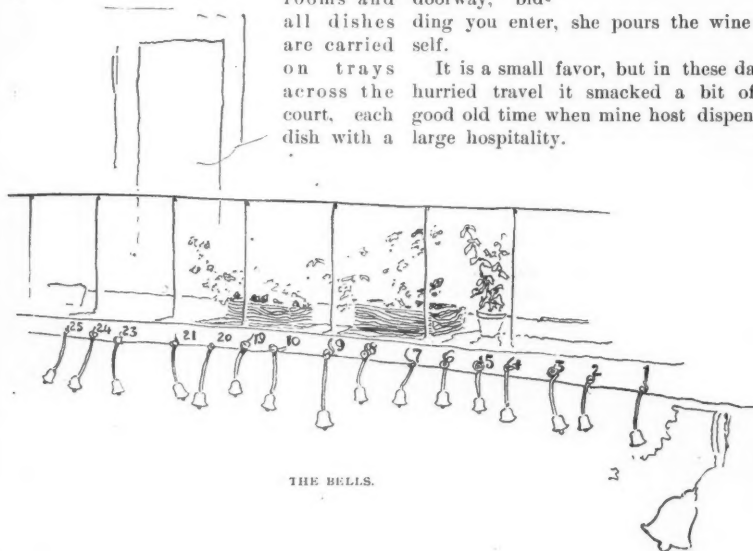 rooms and
all dishes
are carried
on trays
across the
court, each
dish with a
doorway, bid-
ding you enter, she pours the wine
self.
It is a small favor, but in these da
hurried travel it smacked a bit of
good old time when mine host dispen
large hospitality.
25 24 23 21 20 19 10 9 8 7 6 5 4 3 2 1
3
THE BELLS.